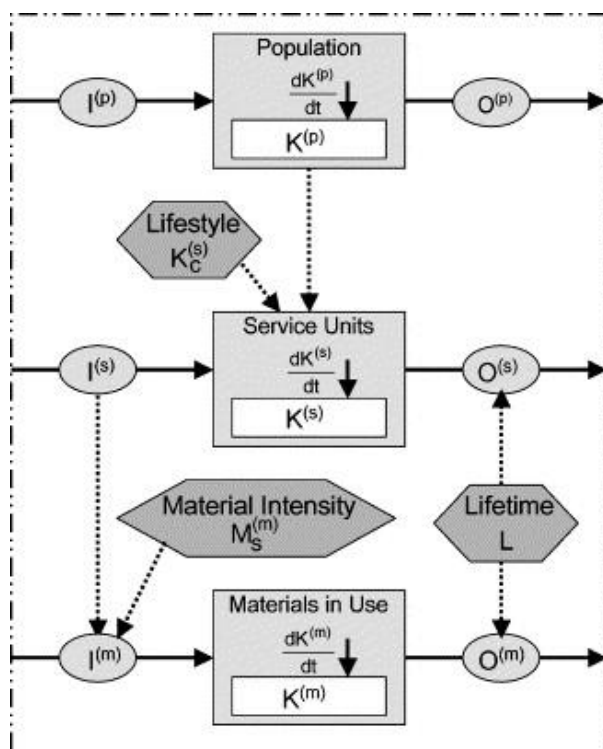 Population
dK(p)
dt
I(p)
O(p)
K(p)
Lifestyle
Kc(s)
Service Units
dK(s)
dt
I(s)
O(s)
K(s)
Material Intensity
Ms(m)
Lifetime
L
Materials in Use
dK(m)
dt
I(m)
O(m)
K(m)